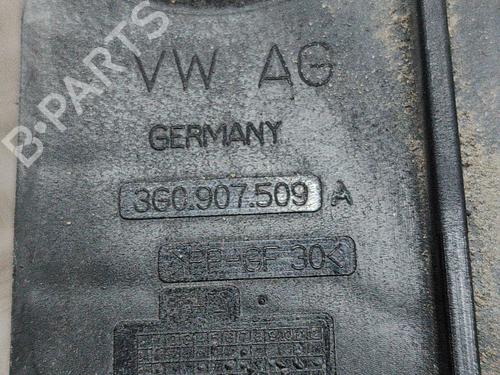 B-PARTS
VW AG
GERMANY
3G0.907.509 A
>PP-GF 30<